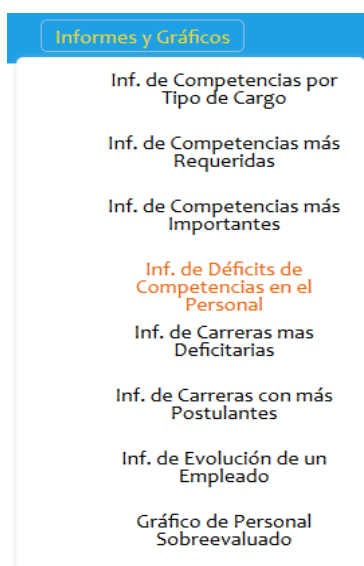 Informes y Gráficos
Inf. de Competencias por
Tipo de Cargo
Inf. de Competencias más
Requeridas
Inf. de Competencias más
Importantes
Inf. de Déficits de
Competencias en el
Personal
Inf. de Carreras mas
Deficitarias
Inf. de Carreras con más
Postulantes
Inf. de Evolución de un
Empleado
Gráfico de Personal
Sobreevaluado